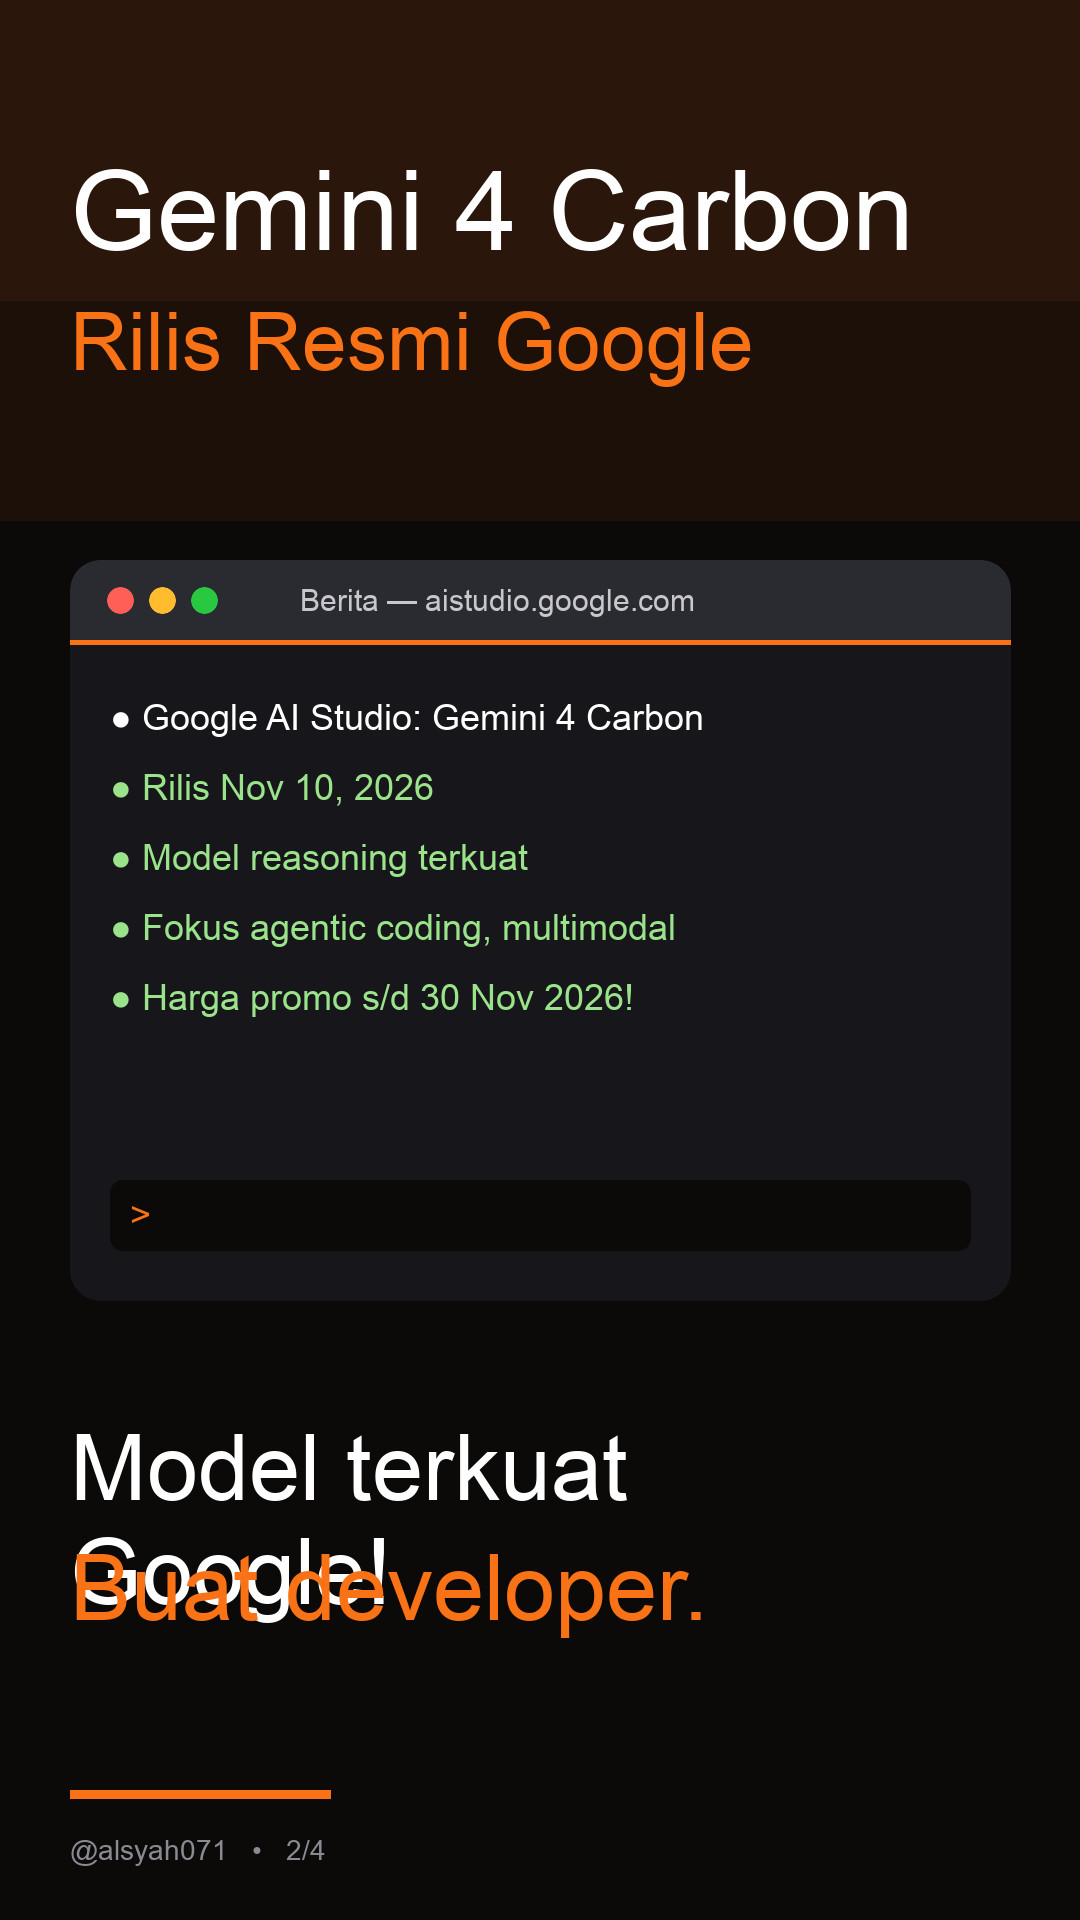 Gemini 4 Carbon
Rilis Resmi Google
Berita — aistudio.google.com
● Google AI Studio: Gemini 4 Carbon
● Rilis Nov 10, 2026
● Model reasoning terkuat
● Fokus agentic coding, multimodal
● Harga promo s/d 30 Nov 2026!
>
Model terkuat
Google!
Buat developer.
@alsyah071 • 2/4